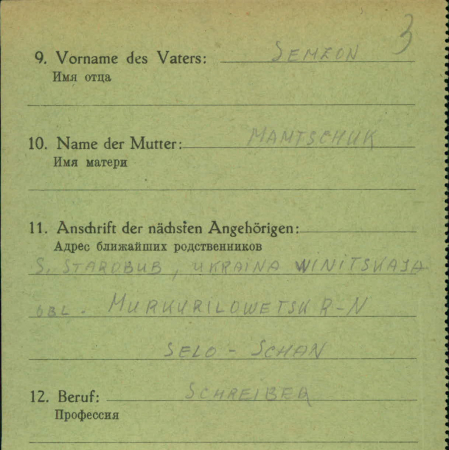 3
9. Vorname des Vaters: SEMEON
Имя отца
10. Name der Mutter: MAMTSCHUK
Имя матери
11. Anschrift der nächsten Angehörigen:
Адрес ближайших родственников
S. STAROBUB, UKRAINA WINITSKAJA
OBL. MURKURILOWETSK R-N
SELO - SCHAN
12. Beruf: SCHREIBER
Профессия